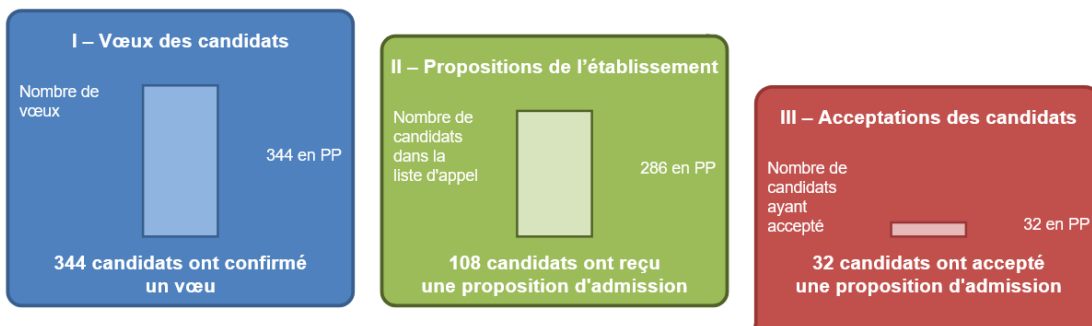 I – Vœux des candidats
Nombre de
vœux
344 en PP
344 candidats ont confirmé
un vœu
II – Propositions de l'établissement
Nombre de
candidats
dans la
liste d'appel
286 en PP
108 candidats ont reçu
une proposition d'admission
III – Acceptations des candidats
Nombre de
candidats
ayant
accepté
32 en PP
32 candidats ont accepté
une proposition d'admission